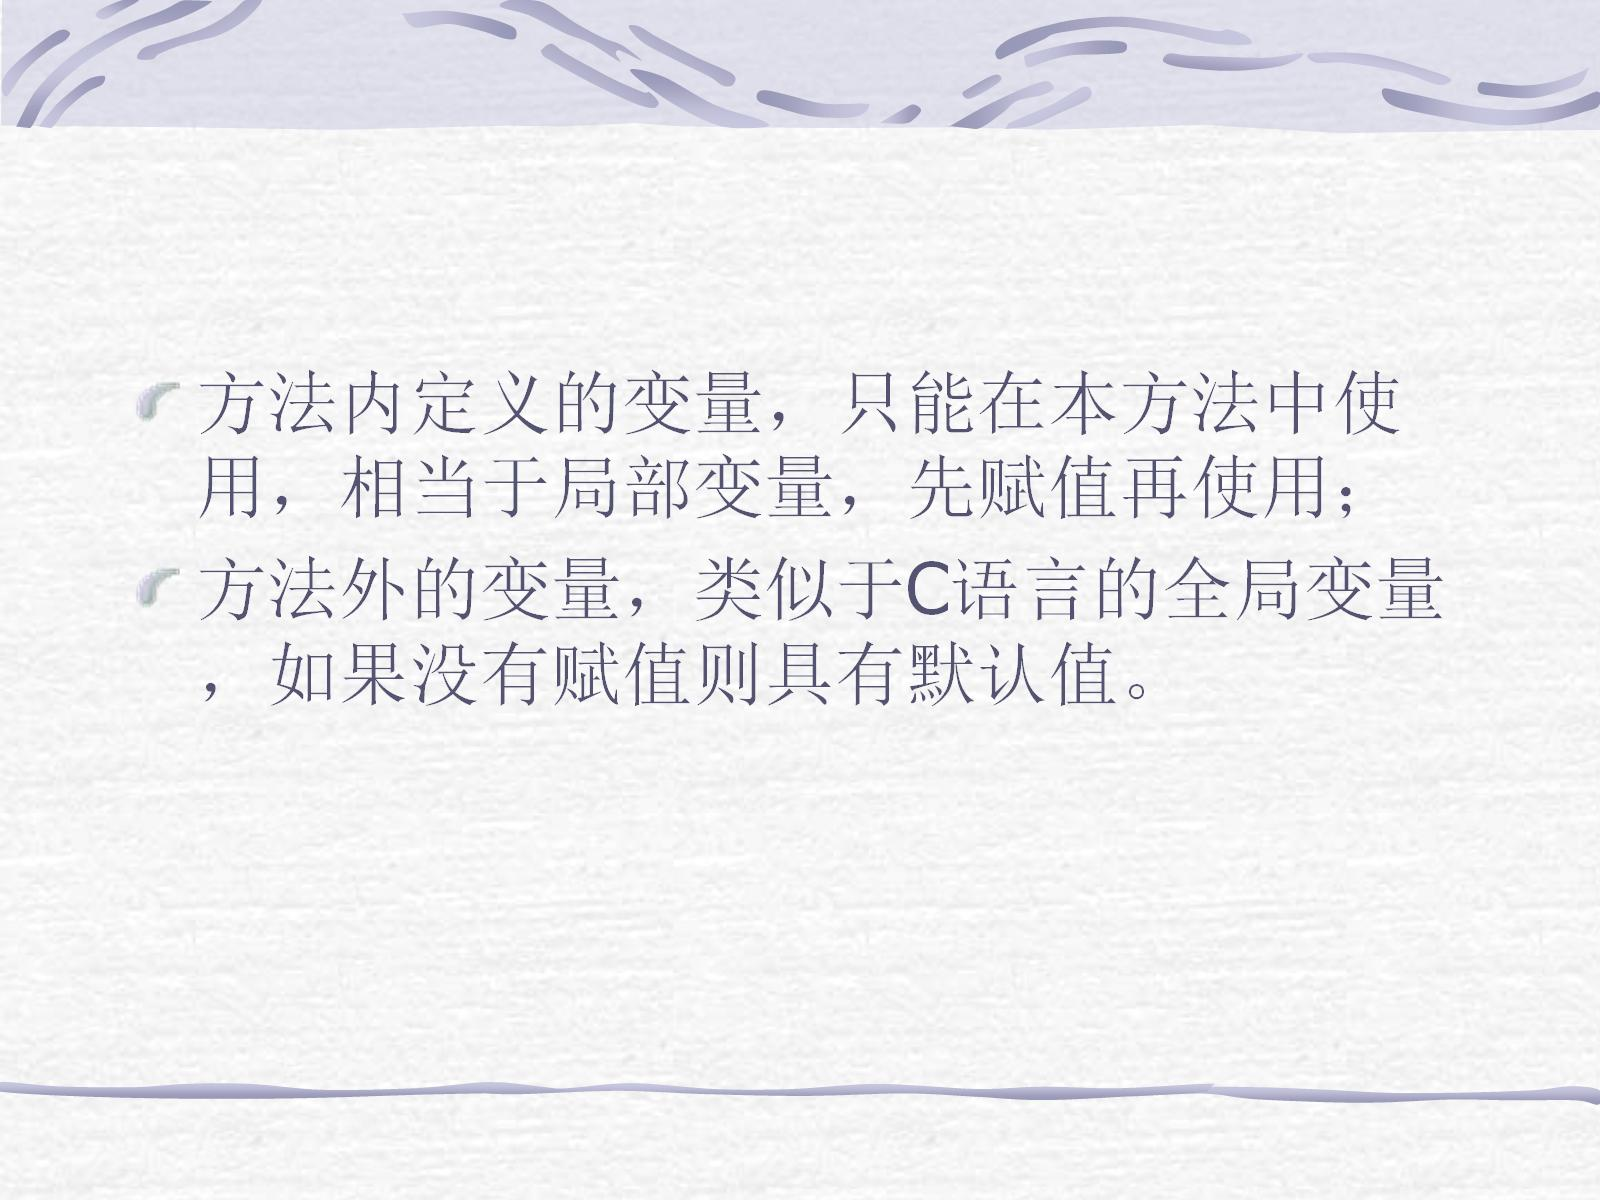 方法内定义的变量，只能在本方法中使
用，相当于局部变量，先赋值再使用；
方法外的变量，类似于C语言的全局变量
，如果没有赋值则具有默认值。